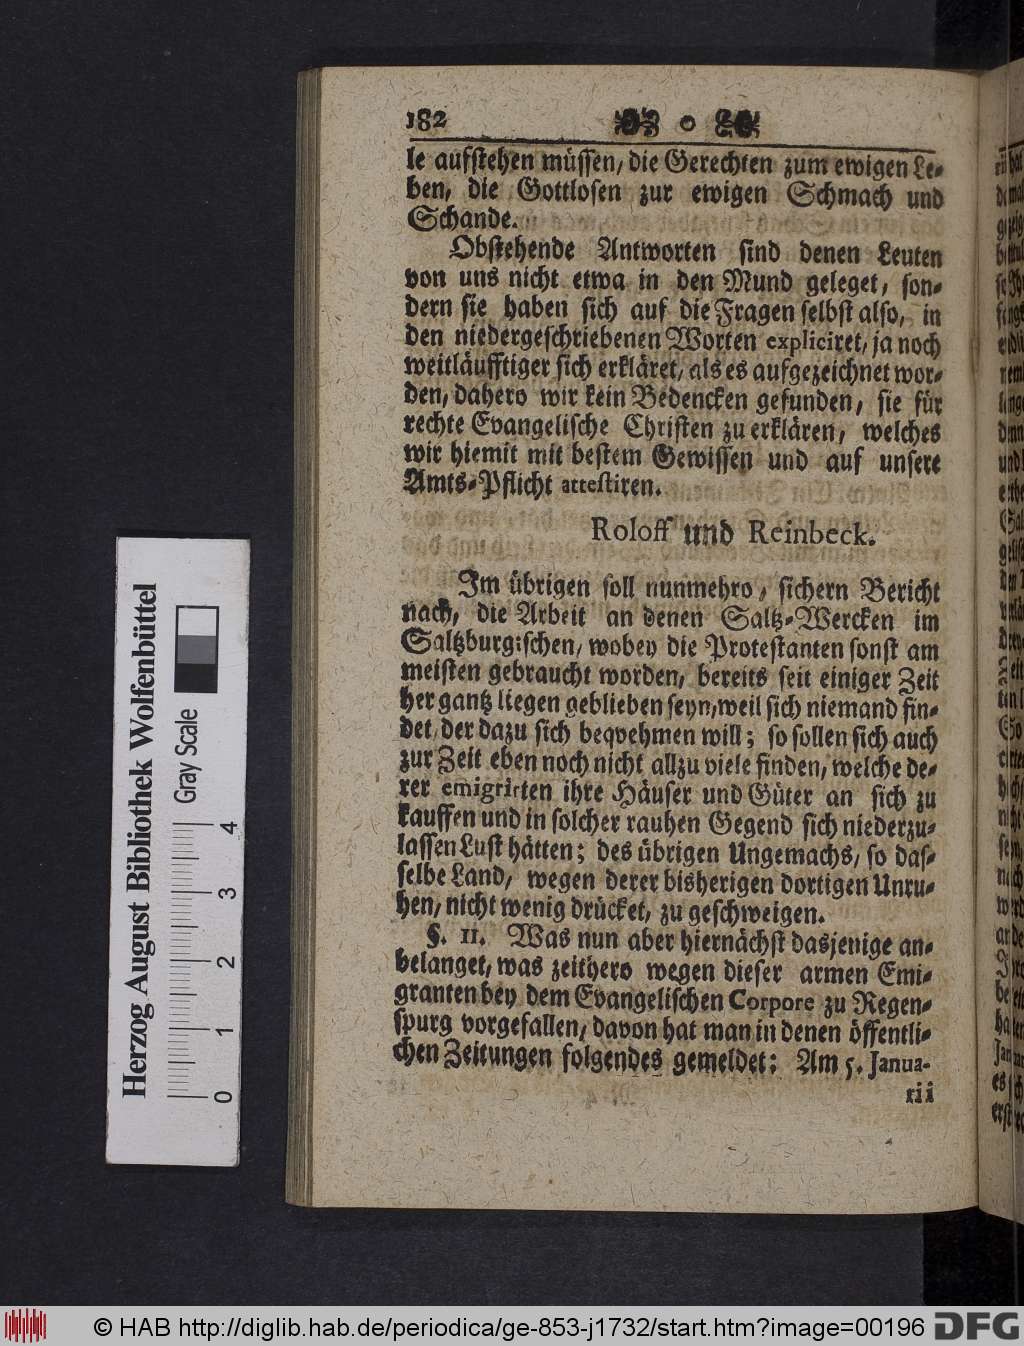 182
le aufstehen müssen, die Gerechten zum ewigen Le-
ben, die Gottlosen zur ewigen Schmach und
Schande.
Obstehende Antworten sind denen Leuten
von uns nicht etwa in den Mund geleget, son-
dern sie haben sich auf die Fragen selbst also, in
den niedergeschriebenen Worten expliciret, ja noch
weitläufftiger sich erkläret, als es aufgezeichnet wor-
den, dahero wir kein Bedencken gefunden, sie für
rechte Evangelische Christen zu erklären, welches
wir hiemit mit bestem Gewissen und auf unsere
Amts-Pflicht attestiren.
Roloff und Reinbeck.
Im übrigen soll nunmehro, sichern Bericht
nach, die Arbeit an denen Saltz-Wercken im
Saltzburg:schen, wobey die Protestanten sonst am
meisten gebraucht worden, bereits seit einiger Zeit
her gantz liegen geblieben seyn, weil sich niemand fin-
det, der dazu sich beqvehmen will; so sollen sich auch
zur Zeit eben noch nicht allzu viele finden, welche de-
rer emigrirten ihre Häuser und Güter an sich zu
kauffen und in solcher rauhen Gegend sich niederzu-
lassen Lust hätten; des übrigen Ungemachs, so das-
selbe Land, wegen derer bisherigen dortigen Unru-
hen, nicht wenig drücket, zu geschweigen.
§. 11. Was nun aber hiernächst dasjenige an-
belanget, was zeithero wegen dieser armen Emi-
granten bey dem Evangelischen Corpore zu Regen-
spurg vorgefallen, davon hat man in denen öffentli-
chen Zeitungen folgendes gemeldet: Am 5. Janua-
rii
Herzog August Bibliothek Wolfenbüttel
Gray Scale
0 1 2 3 4
© HAB http://diglib.hab.de/periodica/ge-853-j1732/start.htm?image=00196
DFG